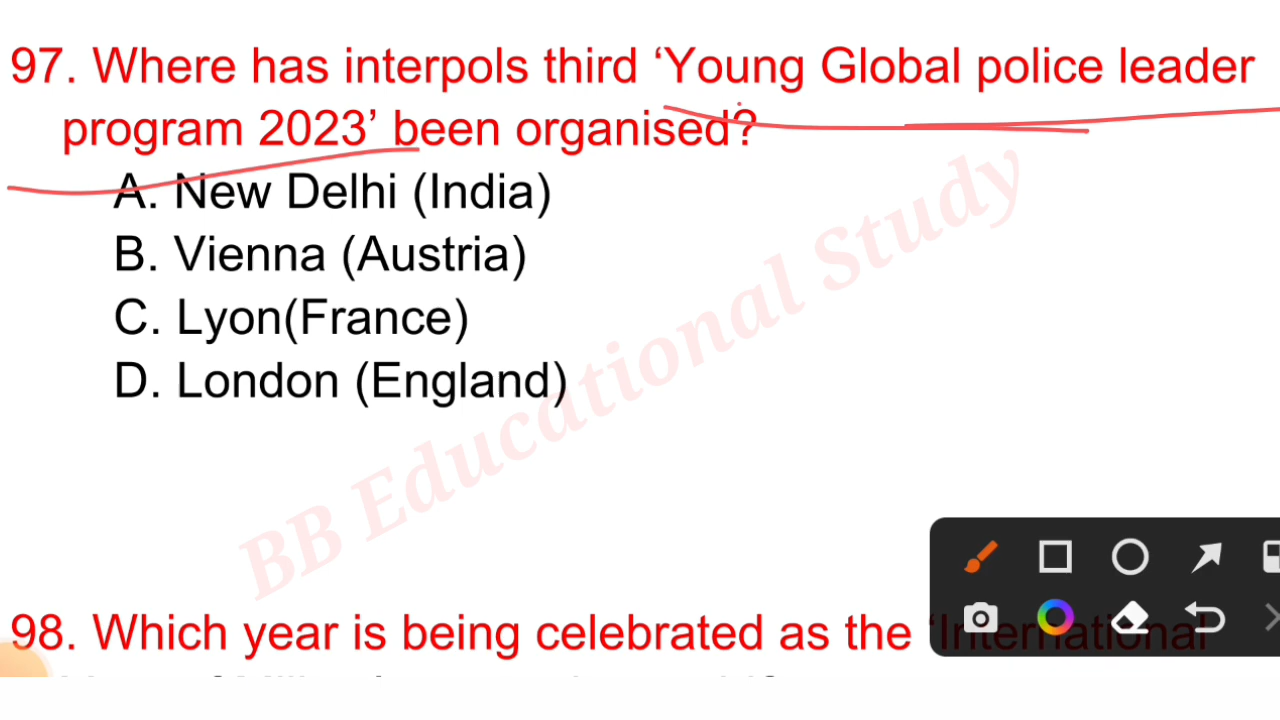 97. Where has interpols third ‘Young Global police leader
program 2023’ been organised?
A. New Delhi (India)
B. Vienna (Austria)
C. Lyon(France)
D. London (England)
BB Educational Study
98. Which year is being celebrated as the ‘International